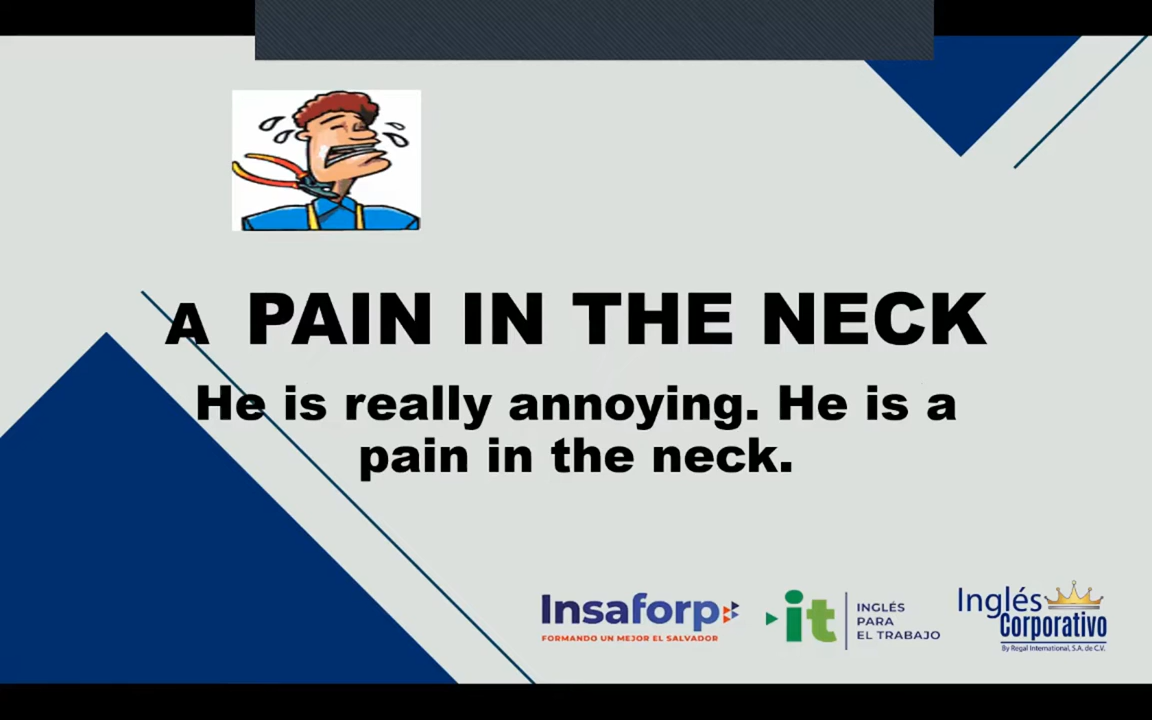 A PAIN IN THE NECK
He is really annoying. He is a
pain in the neck.
Insaforp
FORMANDO UN MEJOR EL SALVADOR
it
INGLÉS
PARA
EL TRABAJO
Inglés
Corporativo
By Regal International, S.A. de C.V.